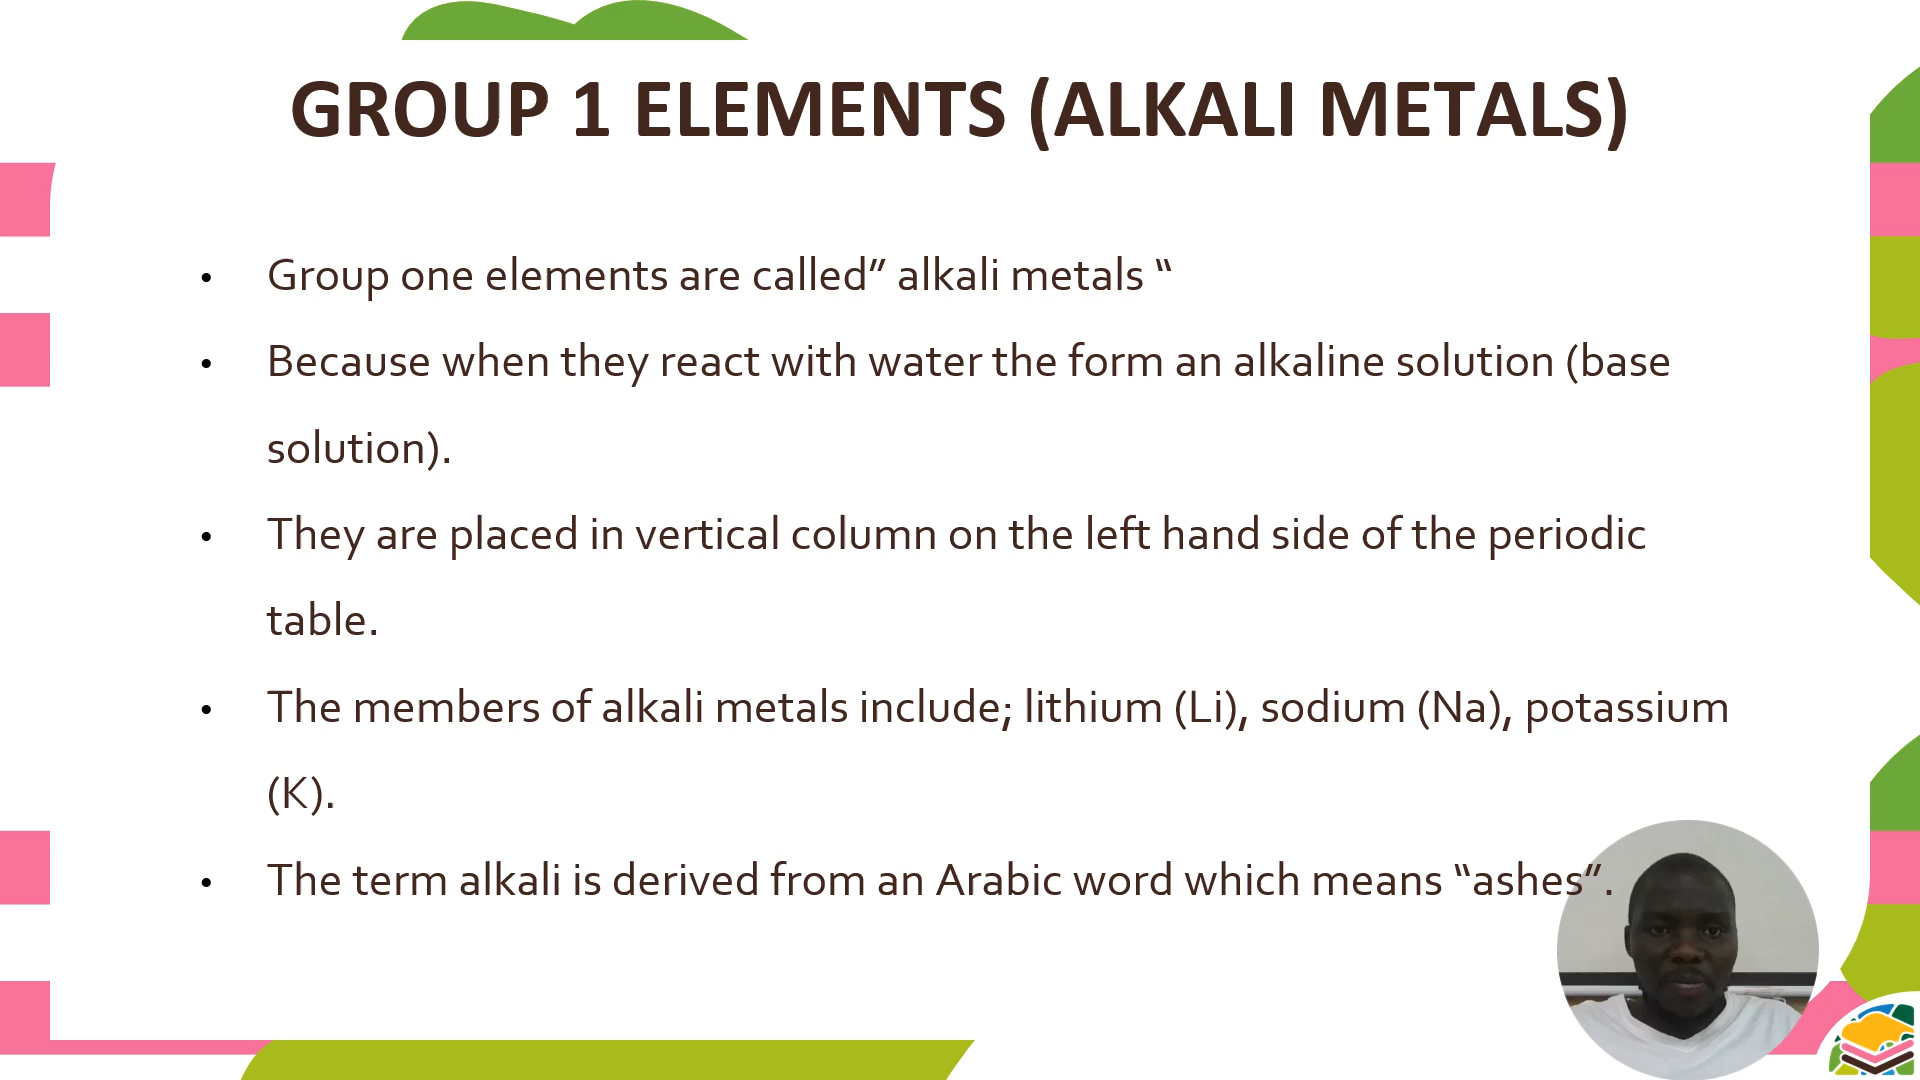 GROUP 1 ELEMENTS (ALKALI METALS)
• Group one elements are called” alkali metals “
• Because when they react with water the form an alkaline solution (base
solution).
• They are placed in vertical column on the left hand side of the periodic
table.
• The members of alkali metals include; lithium (Li), sodium (Na), potassium
(K).
• The term alkali is derived from an Arabic word which means “ashes”.